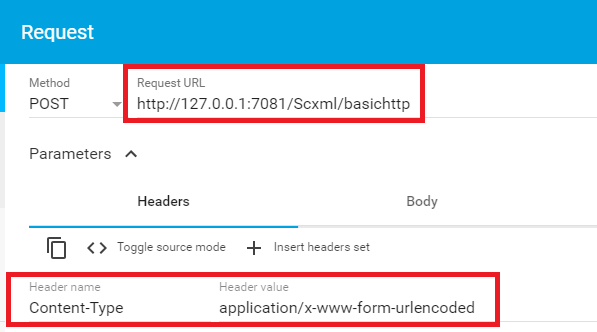 Request
Method
Request URL
POST
http://127.0.0.1:7081/Scxml/basichttp
Parameters
Headers
Body
Toggle source mode
Insert headers set
Header name
Header value
Content-Type
application/x-www-form-urlencoded